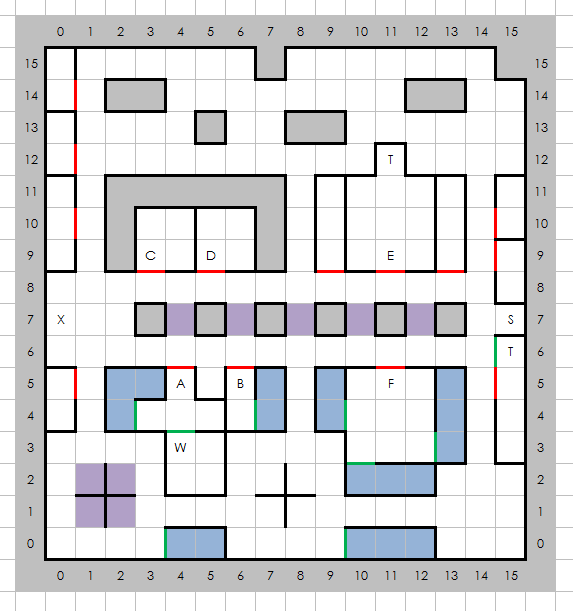 0 1 2 3 4 5 6 7 8 9 10 11 12 13 14 0 15
15 15
14 14
13 13
12 T 12
11 11
10 10
9 C D E 9
8 8
7 X S 7
6 T 6
5 A B F 5
4 4
3 W 3
2 2
1 1
0 0
0 1 2 3 4 5 6 7 8 9 10 11 12 13 14 15